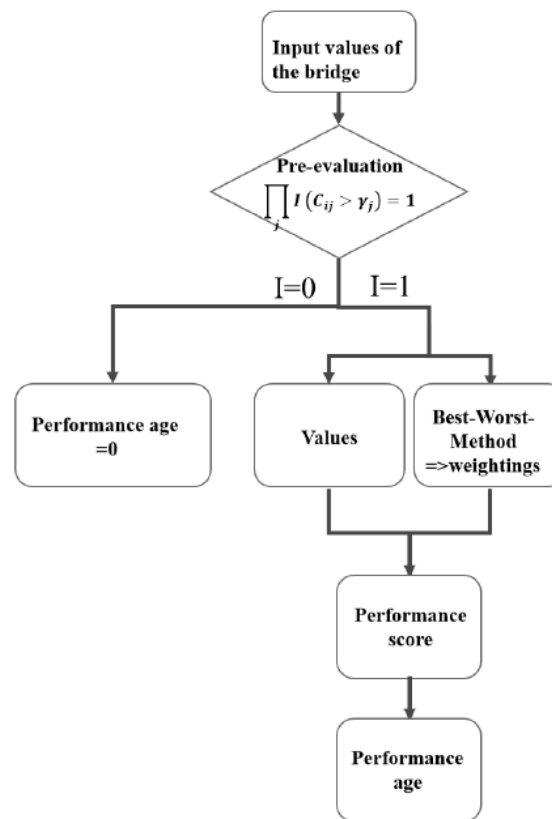 Input values of
the bridge
Pre-evaluation
∏ I (C_ij > γ_j) = 1
j
I=0
I=1
Performance age
=0
Values
Best-Worst-
Method
=>weightings
Performance
score
Performance
age